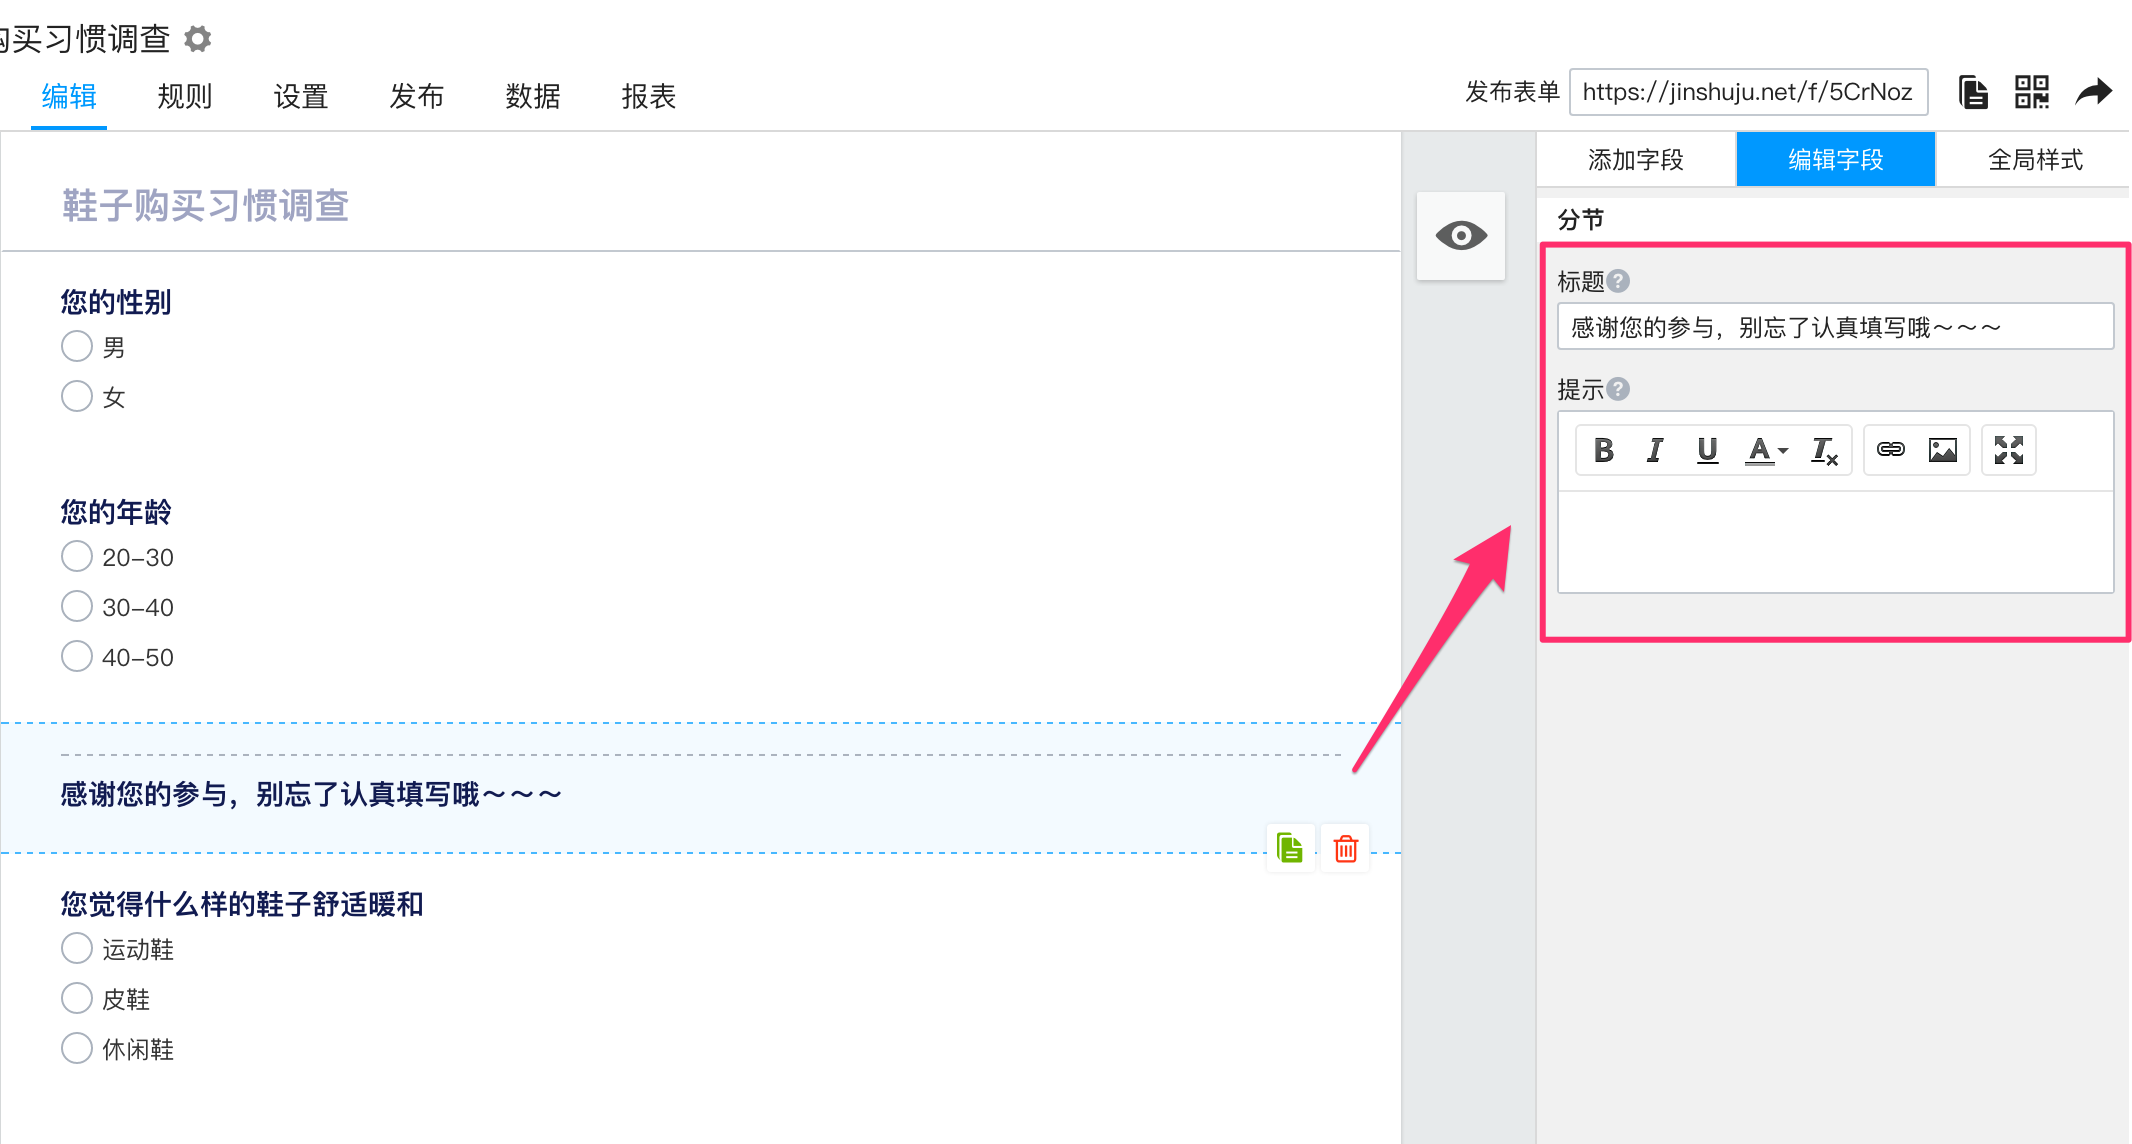 购买习惯调查
编辑 规则 设置 发布 数据 报表
发布表单 https://jinshuju.net/f/5CrNoz
添加字段 编辑字段 全局样式
鞋子购买习惯调查
分节
标题?
感谢您的参与，别忘了认真填写哦～～～
提示?
B I U A Tx
您的性别
男
女
您的年龄
20–30
30–40
40–50
感谢您的参与，别忘了认真填写哦～～～
您觉得什么样的鞋子舒适暖和
运动鞋
皮鞋
休闲鞋